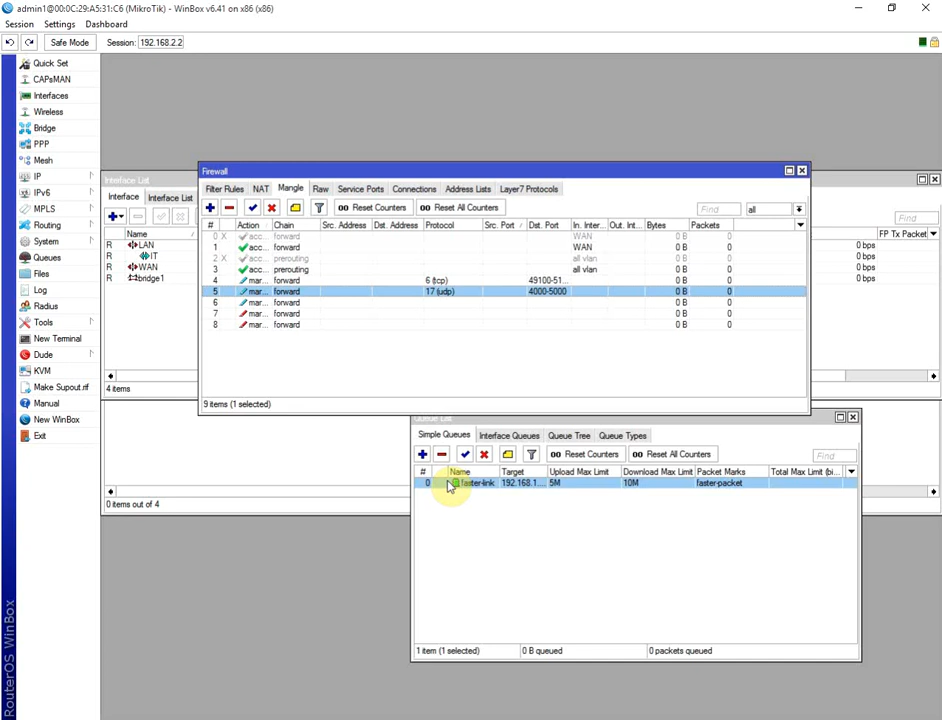 admin1@00:0C:29:A5:31:C6 (MikroTik) - WinBox v6.41 on x86 (x86)
Session Settings Dashboard
Safe Mode Session: 192.168.2.2
Quick Set
CAPsMAN
Interfaces
Wireless
Bridge
PPP
Mesh
IP
IPv6
MPLS
Routing
System
Queues
Files
Log
Radius
Tools
New Terminal
Dude
KVM
Make Supout.rif
Manual
New WinBox
Exit
RouterOS WinBox
Interface List
Interface Interface List
Find
Name FP Tx Packet
R LAN 0 bps
R IT 0 bps
R WAN 0 bps
R bridge1 0 bps
4 items
0 items out of 4
Firewall
Filter Rules NAT Mangle Raw Service Ports Connections Address Lists Layer7 Protocols
00 Reset Counters 00 Reset All Counters Find all
# Action Chain Src. Address Dst. Address Protocol Src. Port Dst. Port In. Inter... Out. Int... Bytes Packets
0 X acc... forward WAN 0 B 0
1 acc... forward WAN 0 B 0
2 X acc... prerouting all vlan 0 B 0
3 acc... prerouting all vlan 0 B 0
4 mar... forward 6 (tcp) 49100-51... 0 B 0
5 mar... forward 17 (udp) 4000-5000 0 B 0
6 mar... forward 0 B 0
7 mar... forward 0 B 0
8 mar... forward 0 B 0
9 items (1 selected)
Queue List
Simple Queues Interface Queues Queue Tree Queue Types
00 Reset Counters 00 Reset All Counters Find
# Name Target Upload Max Limit Download Max Limit Packet Marks Total Max Limit (bi...
0 faster-link 192.168.1... 5M 10M faster-packet
1 item (1 selected) 0 B queued 0 packets queued